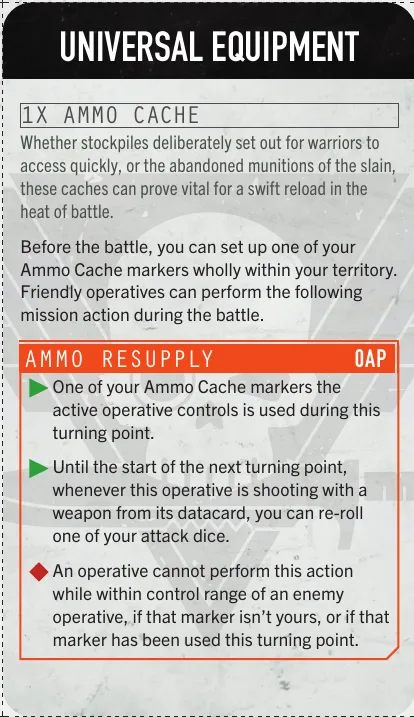 UNIVERSAL EQUIPMENT
1X AMMO CACHE
Whether stockpiles deliberately set out for warriors to
access quickly, or the abandoned munitions of the slain,
these caches can prove vital for a swift reload in the
heat of battle.
Before the battle, you can set up one of your
Ammo Cache markers wholly within your territory.
Friendly operatives can perform the following
mission action during the battle.
AMMO RESUPPLY 0AP
One of your Ammo Cache markers the
active operative controls is used during this
turning point.
Until the start of the next turning point,
whenever this operative is shooting with a
weapon from its datacard, you can re-roll
one of your attack dice.
An operative cannot perform this action
while within control range of an enemy
operative, if that marker isn't yours, or if that
marker has been used this turning point.